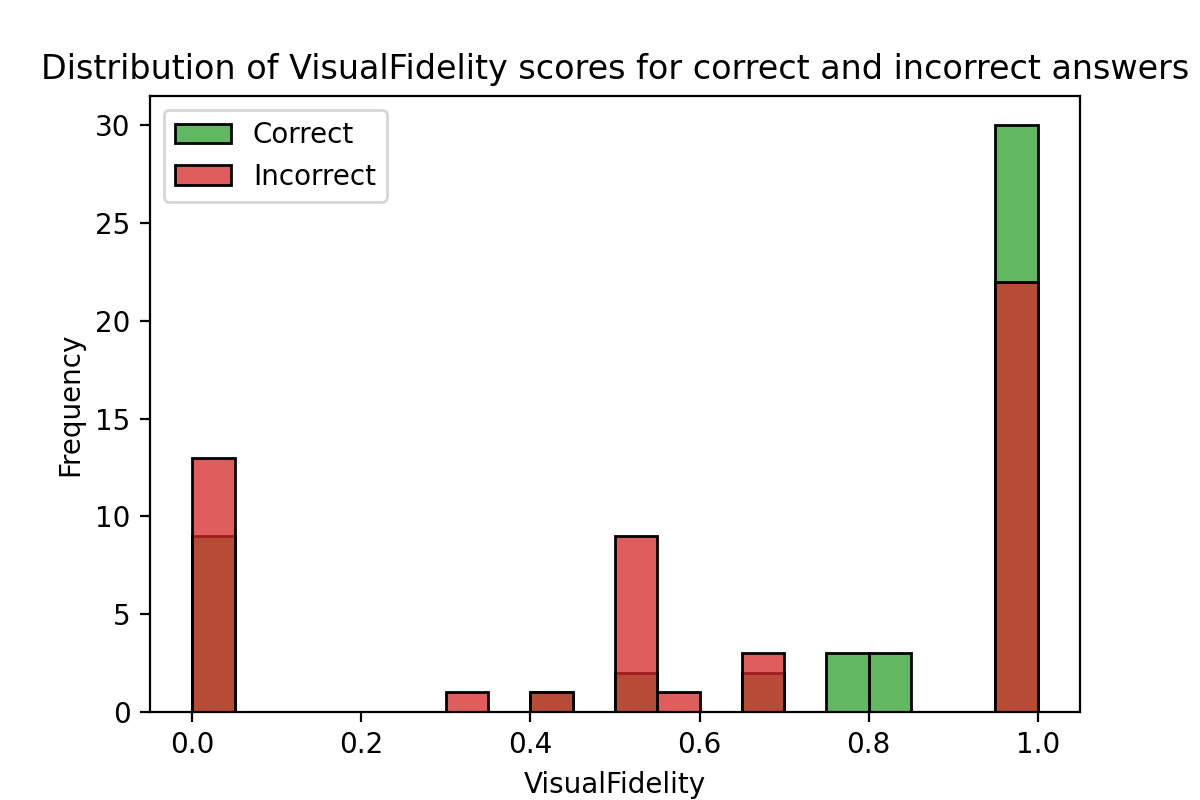 Distribution of VisualFidelity scores for correct and incorrect answers
Correct
Incorrect
30
25
20
15
10
5
0
Frequency
0.0 0.2 0.4 0.6 0.8 1.0
VisualFidelity